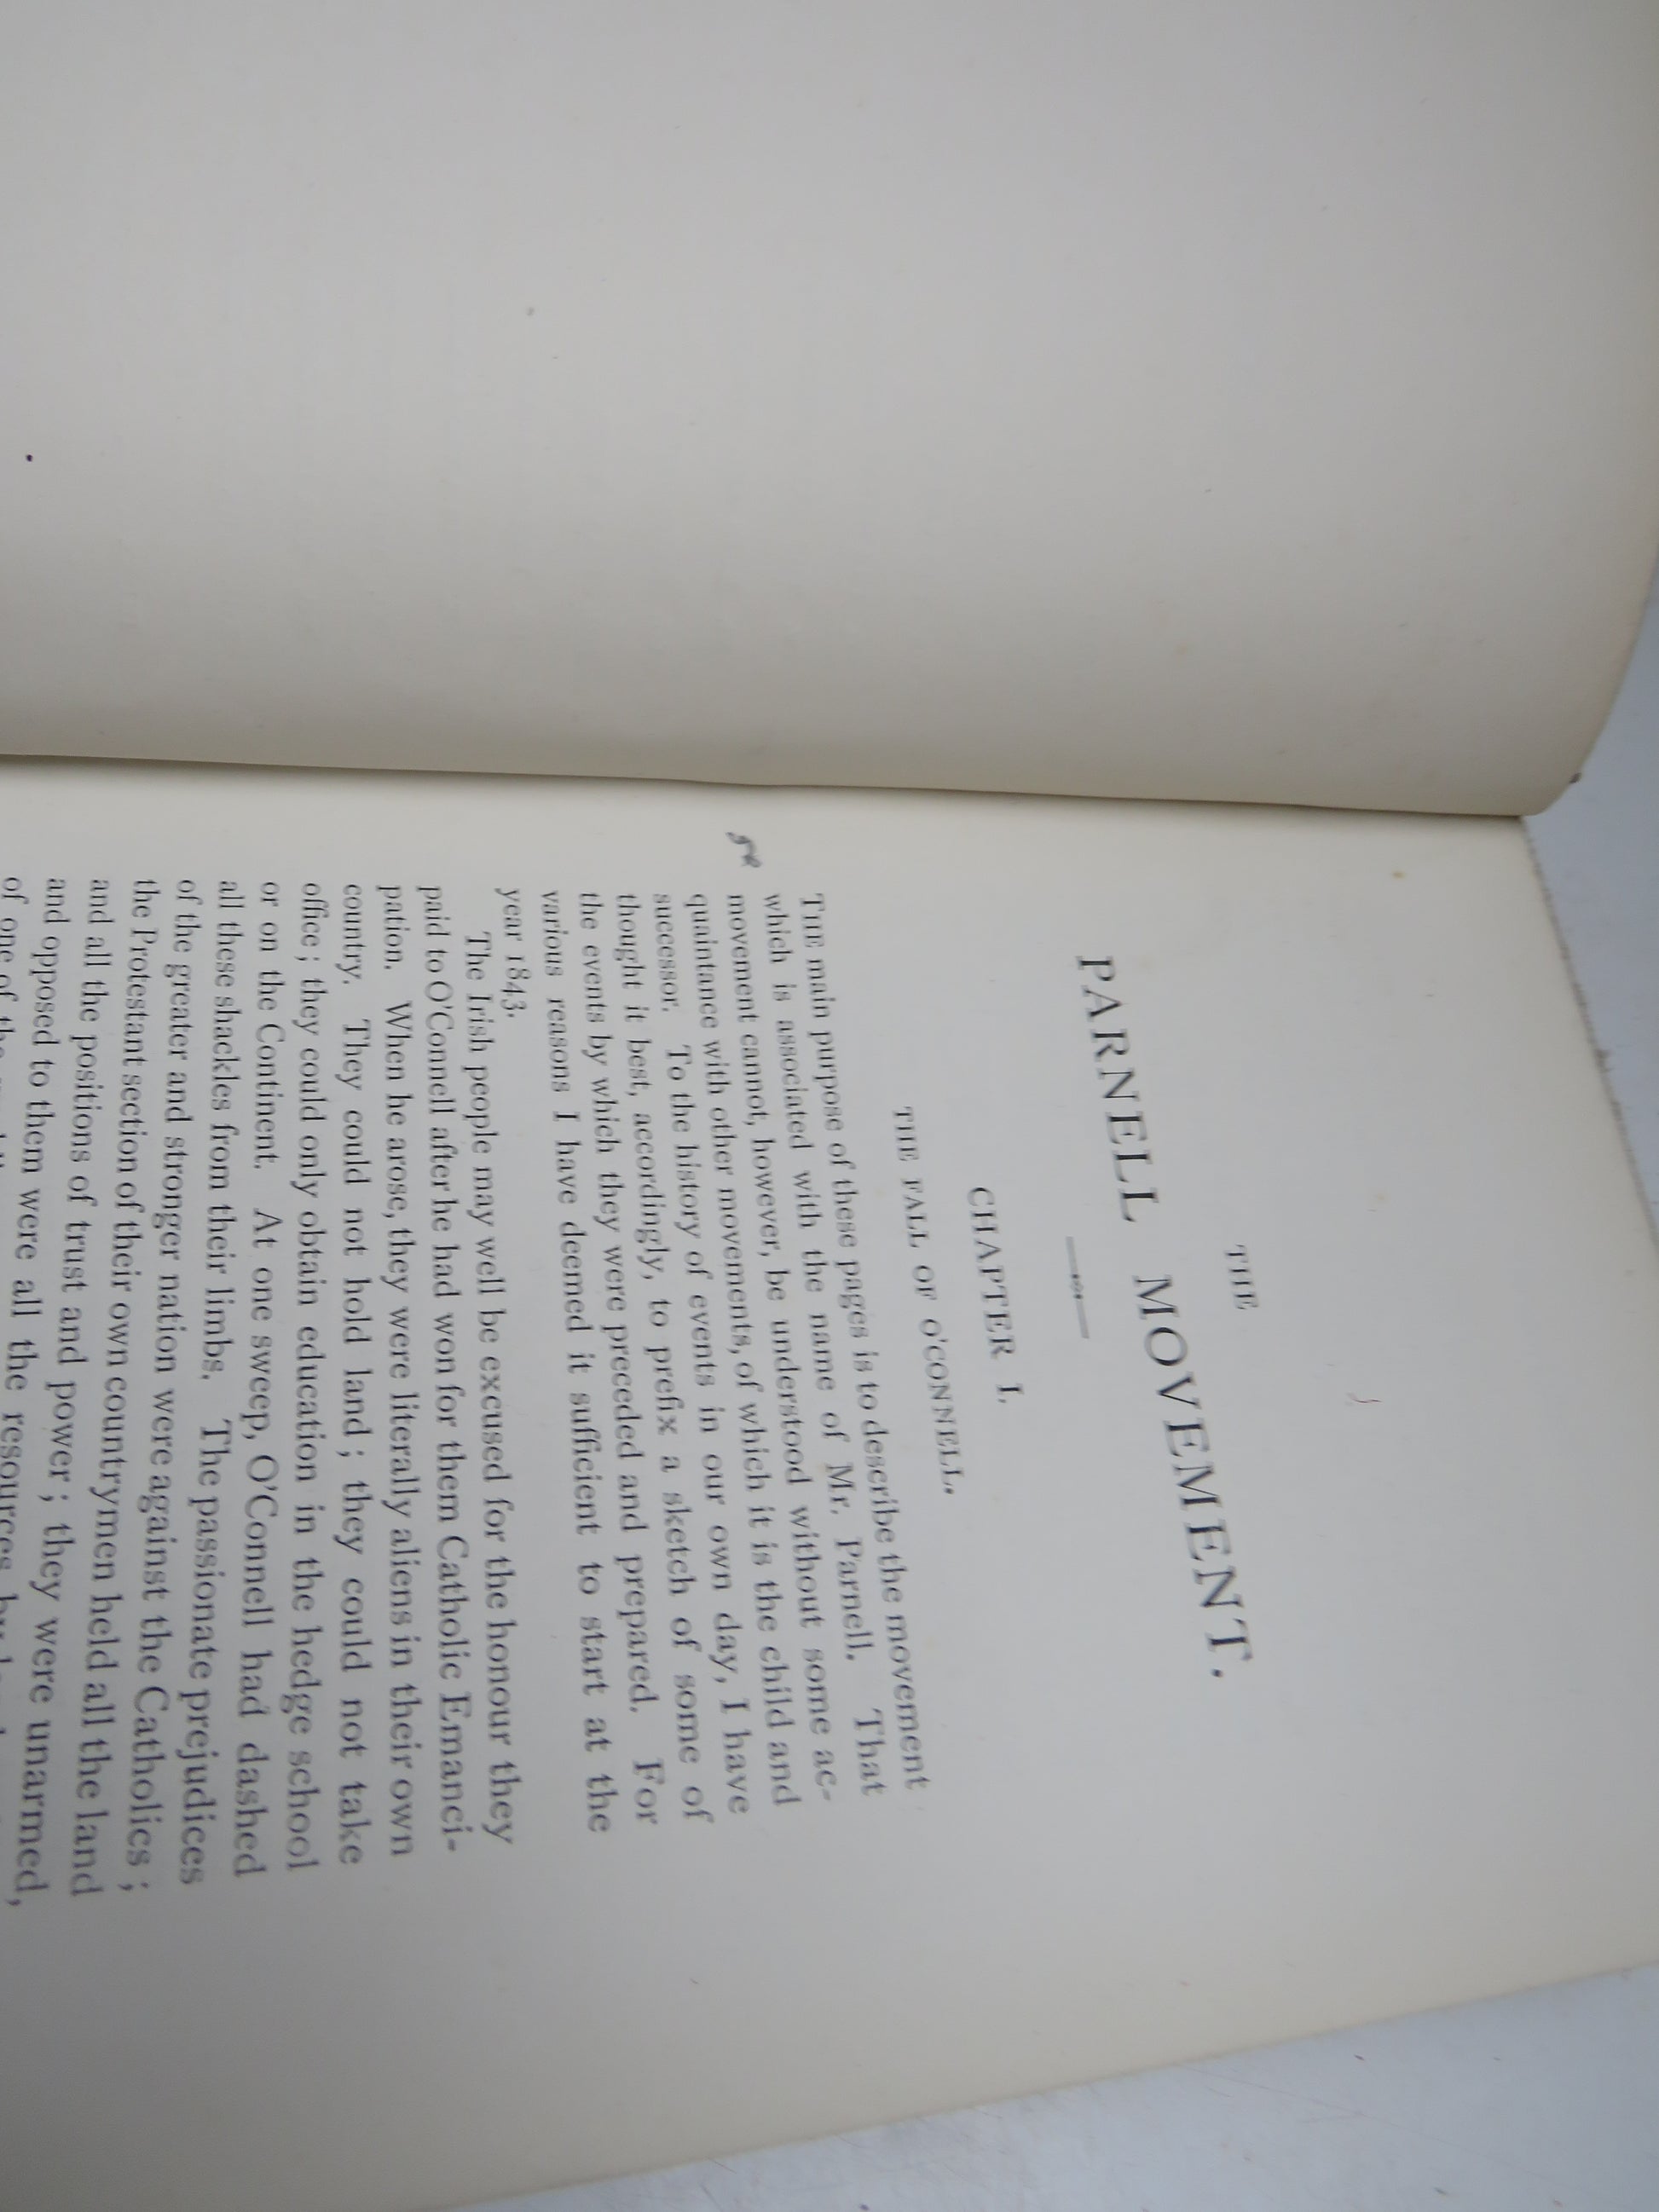 THE
PARNELL MOVEMENT.
CHAPTER I.
THE FALL OF O'CONNELL.
THE main purpose of these pages is to describe the movement
which is associated with the name of Mr. Parnell. That
movement cannot, however, be understood without some ac-
quaintance with other movements, of which it is the child and
successor. To the history of events in our own day, I have
thought it best, accordingly, to prefix a sketch of some of
the events by which they were preceded and prepared. For
various reasons I have deemed it sufficient to start at the
year 1843.
The Irish people may well be excused for the honour they
paid to O'Connell after he had won for them Catholic Emanci-
pation. When he arose, they were literally aliens in their own
country. They could not hold land; they could not take
office; they could only obtain education in the hedge school
or on the Continent. At one sweep, O'Connell had dashed
all these shackles from their limbs. The passionate prejudices
of the greater and stronger nation were against the Catholics;
the Protestant section of their own countrymen held all the land
and all the positions of trust and power; they were unarmed,
and opposed to them were all the resources
of one of the